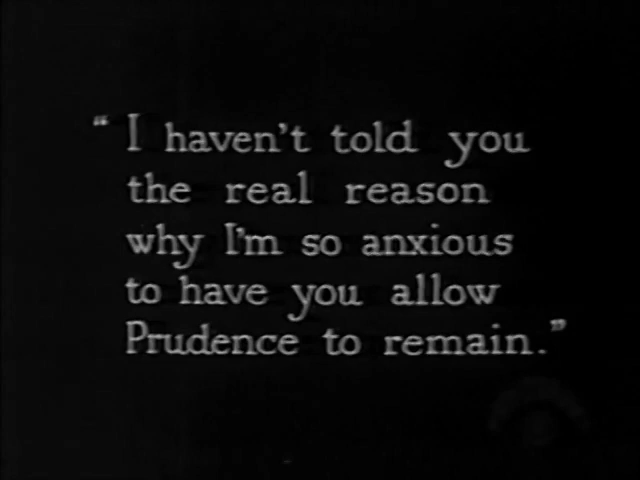 “ I haven't told you
the real reason
why I'm so anxious
to have you allow
Prudence to remain.”